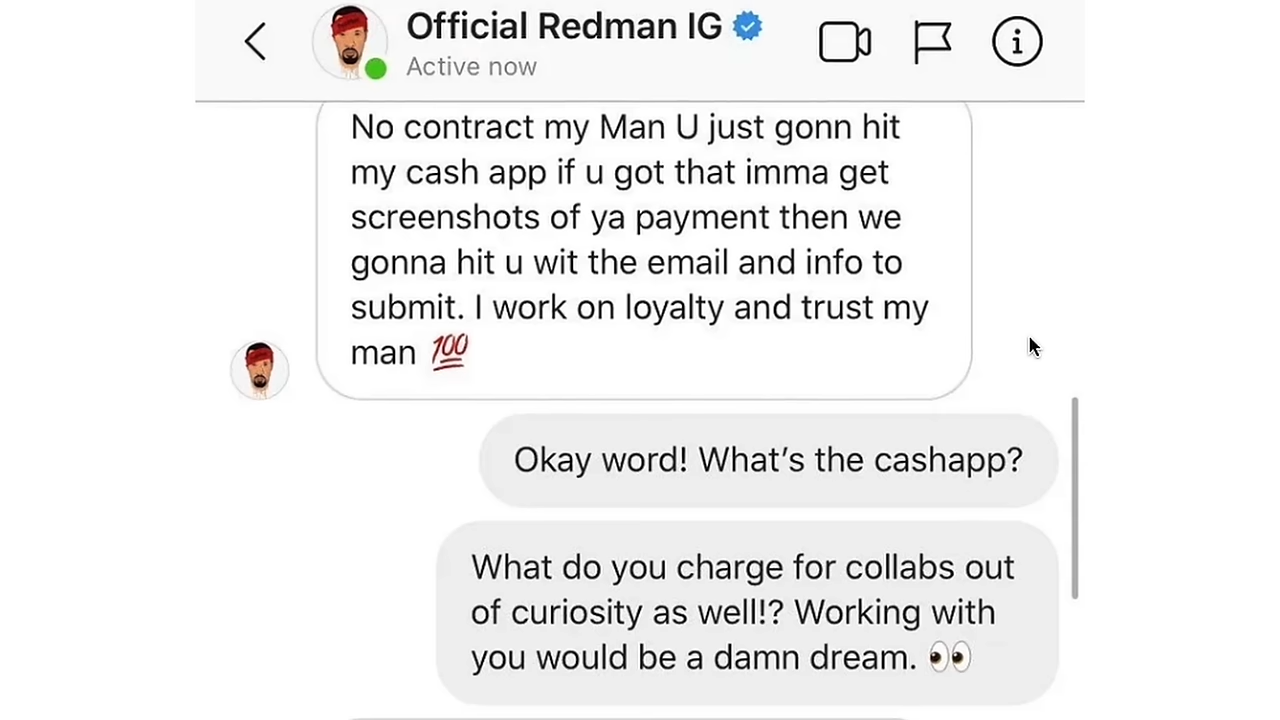 Official Redman IG
Active now
No contract my Man U just gonn hit
my cash app if u got that imma get
screenshots of ya payment then we
gonna hit u wit the email and info to
submit. I work on loyalty and trust my
man 💯
Okay word! What’s the cashapp?
What do you charge for collabs out
of curiosity as well!? Working with
you would be a damn dream. 👀